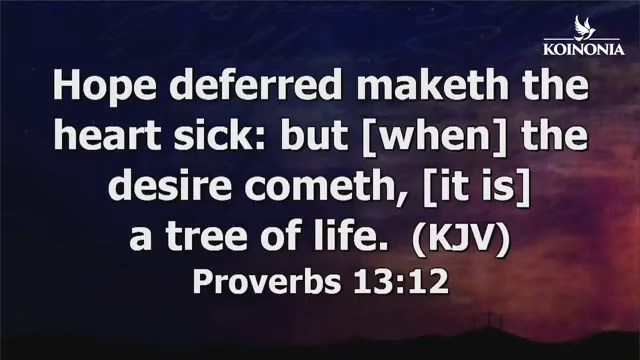 KOINONIA
Hope deferred maketh the
heart sick: but [when] the
desire cometh, [it is]
a tree of life. (KJV)
Proverbs 13:12